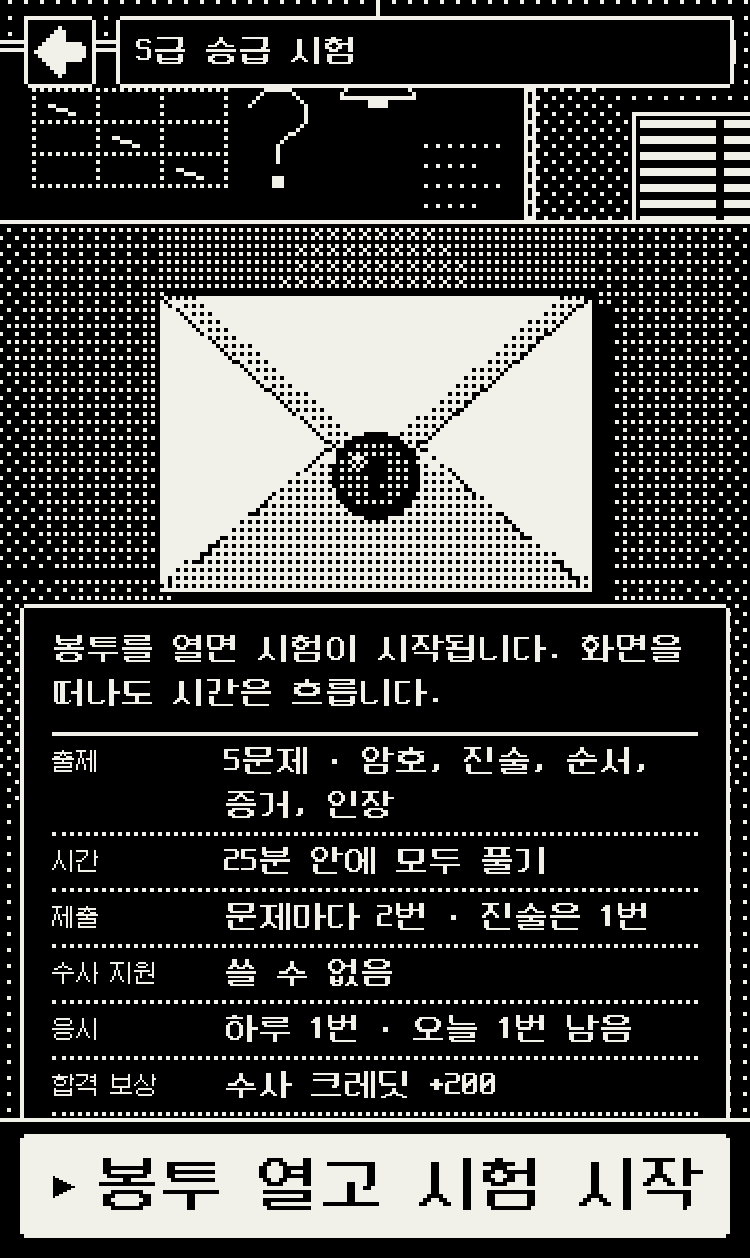 S급 승급 시험
봉투를 열면 시험이 시작됩니다. 화면을
떠나도 시간은 흐릅니다.
출제 5문제 · 암호, 진술, 순서,
증거, 인장
시간 25분 안에 모두 풀기
제출 문제마다 2번 · 진술은 1번
수사 지원 쓸 수 없음
응시 하루 1번 · 오늘 1번 남음
합격 보상 수사 크레딧 +200
▶ 봉투 열고 시험 시작